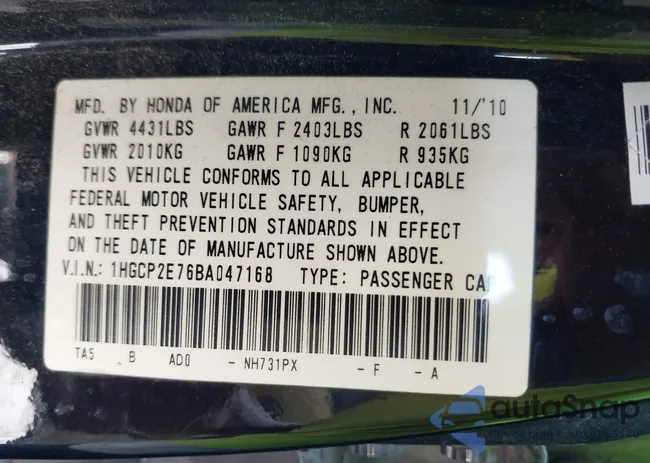 MFD. BY HONDA OF AMERICA MFG., INC. 11/'10
GVWR 4431LBS GAWR F 2403LBS R 2061LBS
GVWR 2010KG GAWR F 1090KG R 935KG
THIS VEHICLE CONFORMS TO ALL APPLICABLE
FEDERAL MOTOR VEHICLE SAFETY, BUMPER,
AND THEFT PREVENTION STANDARDS IN EFFECT
ON THE DATE OF MANUFACTURE SHOWN ABOVE.
V.I.N.: 1HGCP2E76BA047168 TYPE: PASSENGER CAR
TA5 B AD0 - NH731PX - F - A
autoSnap